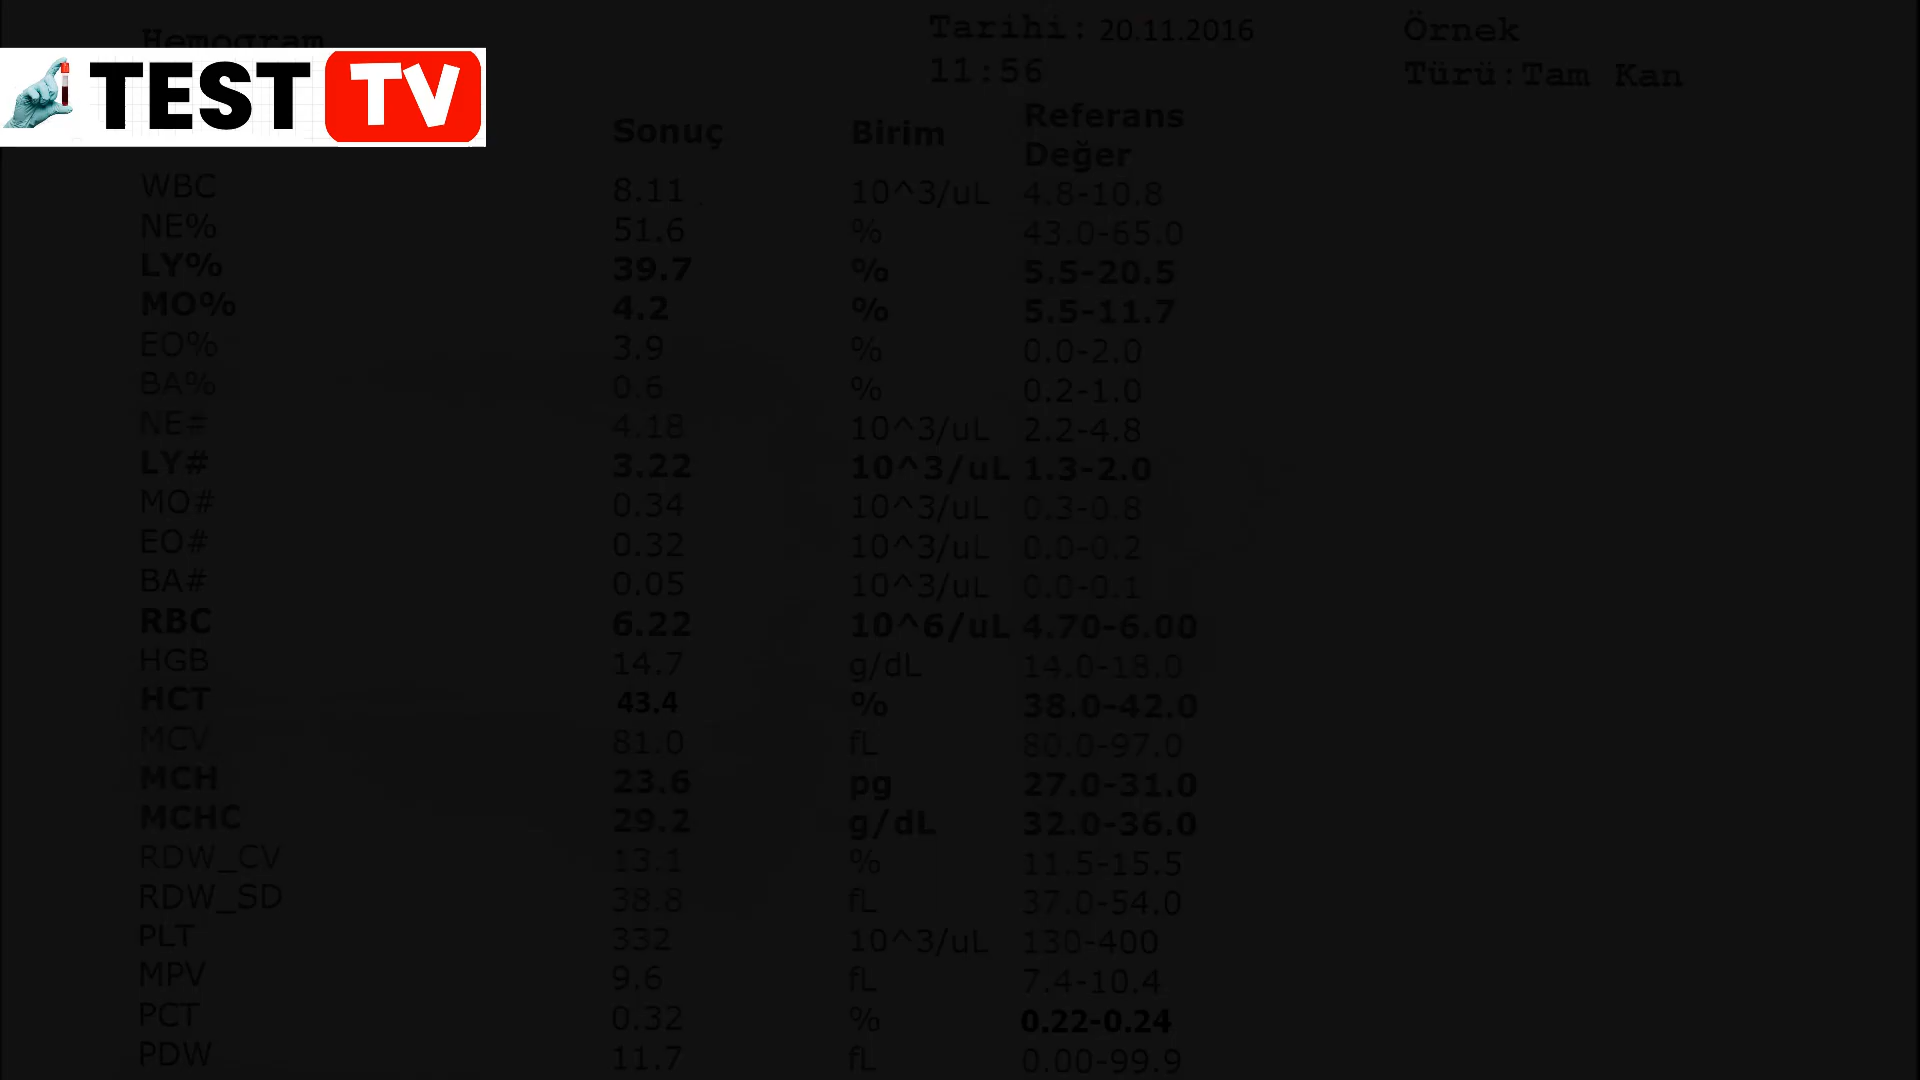 Hemogram
Tarihi: 20.11.2016
11:56
Örnek
Türü:Tam Kan
TEST TV
Sonuç Birim Referans Değer
WBC 8.11 10^3/uL 4.8-10.8
NE% 51.6 % 43.0-65.0
LY% 39.7 % 5.5-20.5
MO% 4.2 % 5.5-11.7
EO% 3.9 % 0.0-2.0
BA% 0.6 % 0.2-1.0
NE# 4.18 10^3/uL 2.2-4.8
LY# 3.22 10^3/uL 1.3-2.0
MO# 0.34 10^3/uL 0.3-0.8
EO# 0.32 10^3/uL 0.0-0.2
BA# 0.05 10^3/uL 0.0-0.1
RBC 6.22 10^6/uL 4.70-6.00
HGB 14.7 g/dL 14.0-18.0
HCT 43.4 % 38.0-42.0
MCV 81.0 fL 80.0-97.0
MCH 23.6 pg 27.0-31.0
MCHC 29.2 g/dL 32.0-36.0
RDW_CV 13.1 % 11.5-15.5
RDW_SD 38.8 fL 37.0-54.0
PLT 332 10^3/uL 130-400
MPV 9.6 fL 7.4-10.4
PCT 0.32 % 0.22-0.24
PDW 11.7 fL 0.00-99.9